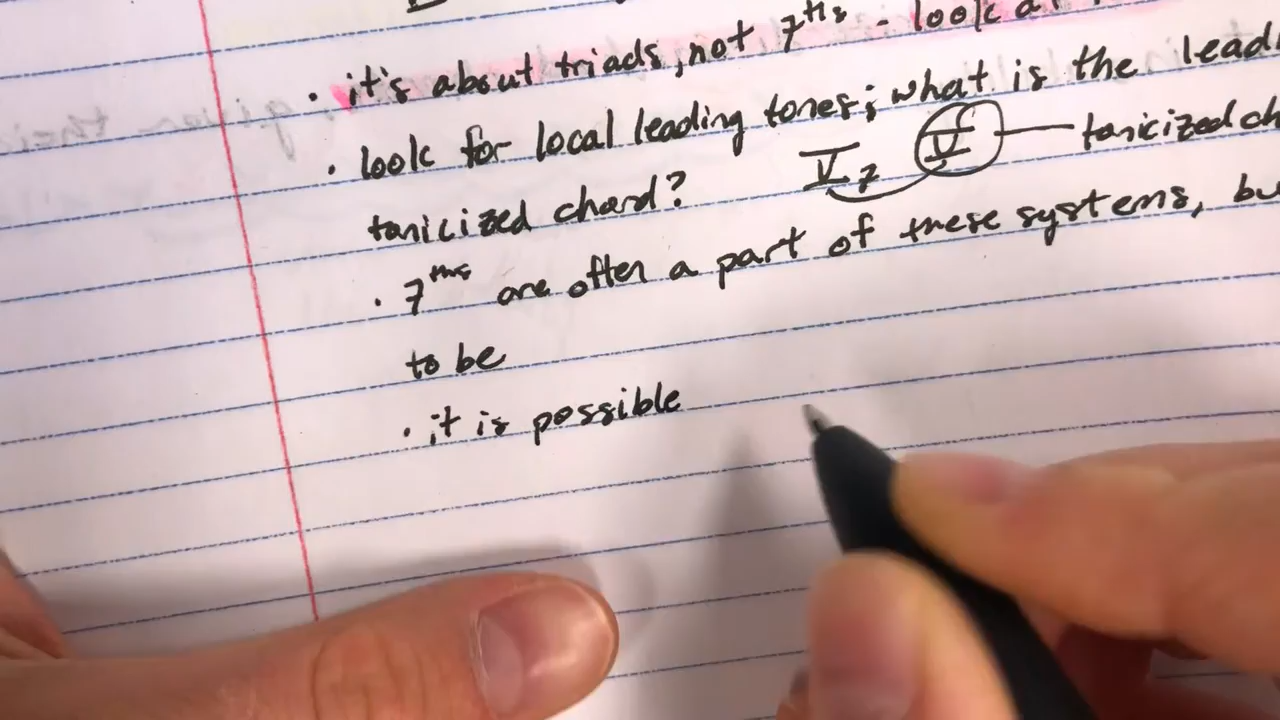 • it's about triads, not 7ths - look at
• look for local leading tones; what is the leadi
tonicized chord? V7 V — tonicized ch
• 7ths are often a part of these systems, bu
to be
• it is possible